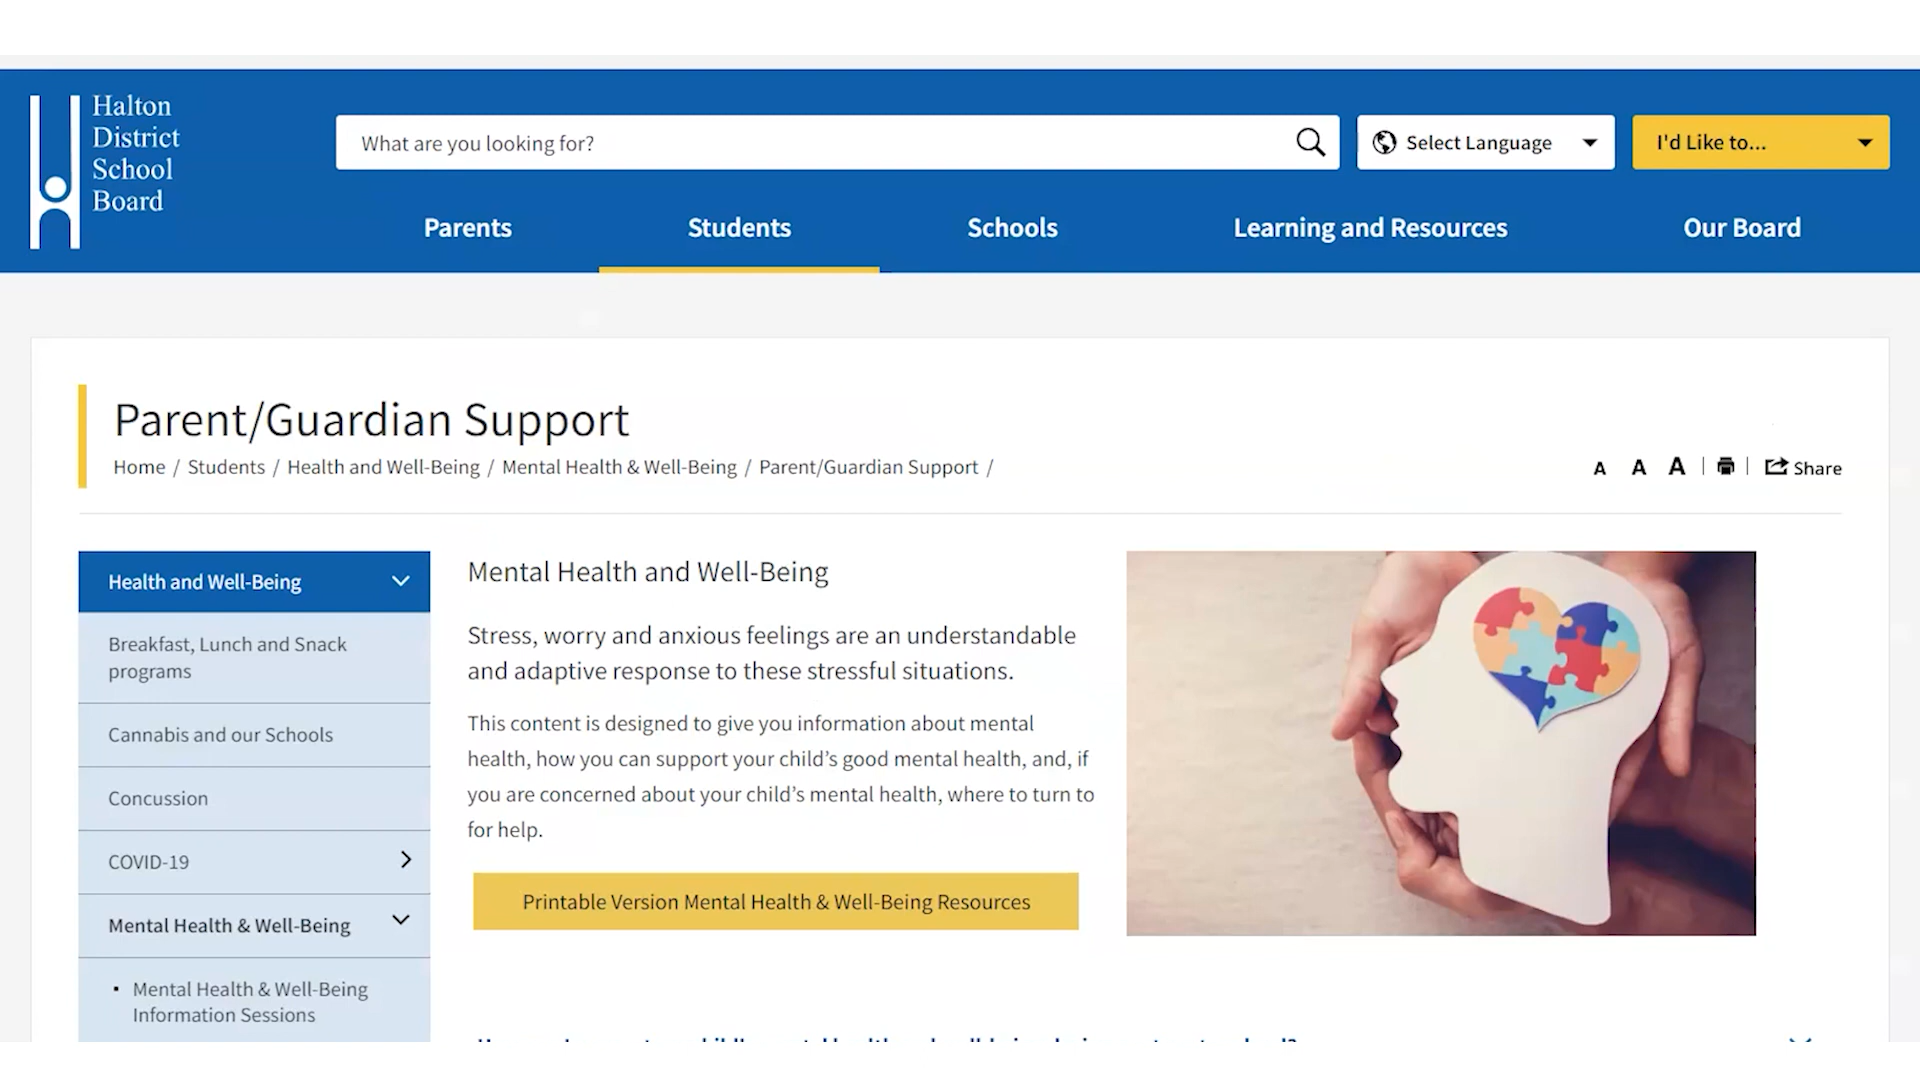 Halton
District
School
Board
What are you looking for?
Select Language
I'd Like to...
Parents
Students
Schools
Learning and Resources
Our Board
Parent/Guardian Support
Home / Students / Health and Well-Being / Mental Health & Well-Being / Parent/Guardian Support /
A A A | | Share
Health and Well-Being
Breakfast, Lunch and Snack
programs
Cannabis and our Schools
Concussion
COVID-19
Mental Health & Well-Being
▪ Mental Health & Well-Being
Information Sessions
Mental Health and Well-Being
Stress, worry and anxious feelings are an understandable
and adaptive response to these stressful situations.
This content is designed to give you information about mental
health, how you can support your child’s good mental health, and, if
you are concerned about your child’s mental health, where to turn to
for help.
Printable Version Mental Health & Well-Being Resources